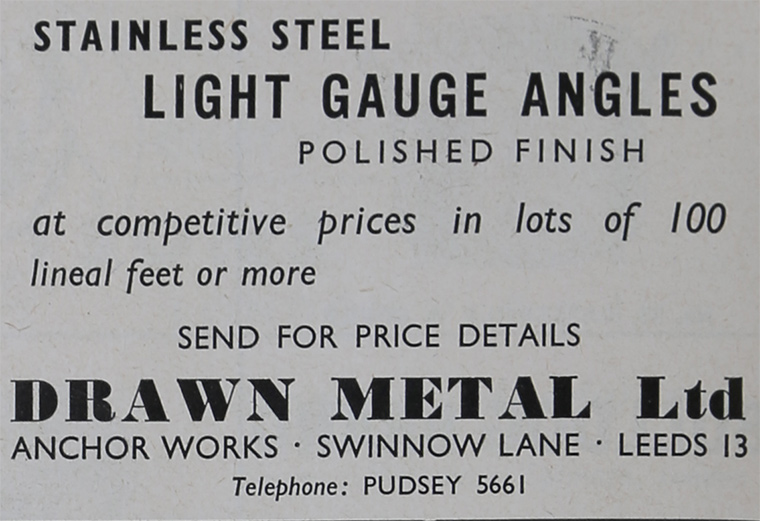 STAINLESS STEEL
LIGHT GAUGE ANGLES
POLISHED FINISH
at competitive prices in lots of 100
lineal feet or more
SEND FOR PRICE DETAILS
DRAWN METAL Ltd
ANCHOR WORKS · SWINNOW LANE · LEEDS 13
Telephone: PUDSEY 5661